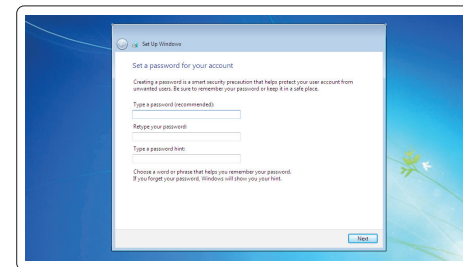 Set Up Windows
Set a password for your account
Creating a password is a smart security precaution that helps protect your user account from
unwanted users. Be sure to remember your password or keep it in a safe place.
Type a password (recommended):
Retype your password:
Type a password hint:
Choose a word or phrase that helps you remember your password.
If you forget your password, Windows will show you your hint.
Next